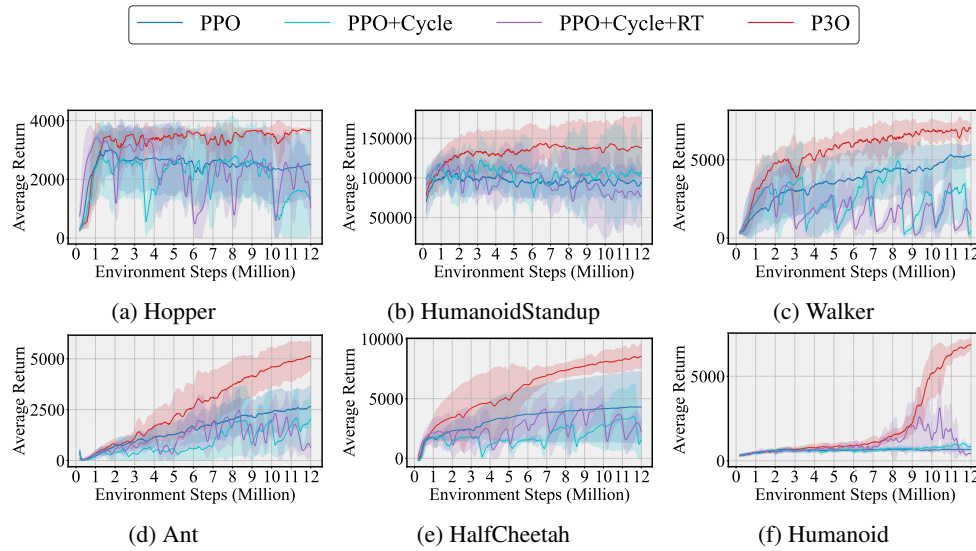 PPO PPO+Cycle PPO+Cycle+RT P3O
Average Return
4000
2000
0
0 1 2 3 4 5 6 7 8 9 10 11 12
Environment Steps (Million)
(a) Hopper
Average Return
150000
100000
50000
0 1 2 3 4 5 6 7 8 9 10 11 12
Environment Steps (Million)
(b) HumanoidStandup
Average Return
5000
0
0 1 2 3 4 5 6 7 8 9 10 11 12
Environment Steps (Million)
(c) Walker
Average Return
5000
2500
0
0 1 2 3 4 5 6 7 8 9 10 11 12
Environment Steps (Million)
(d) Ant
Average Return
10000
5000
0
0 1 2 3 4 5 6 7 8 9 10 11 12
Environment Steps (Million)
(e) HalfCheetah
Average Return
5000
0
0 1 2 3 4 5 6 7 8 9 10 11 12
Environment Steps (Million)
(f) Humanoid